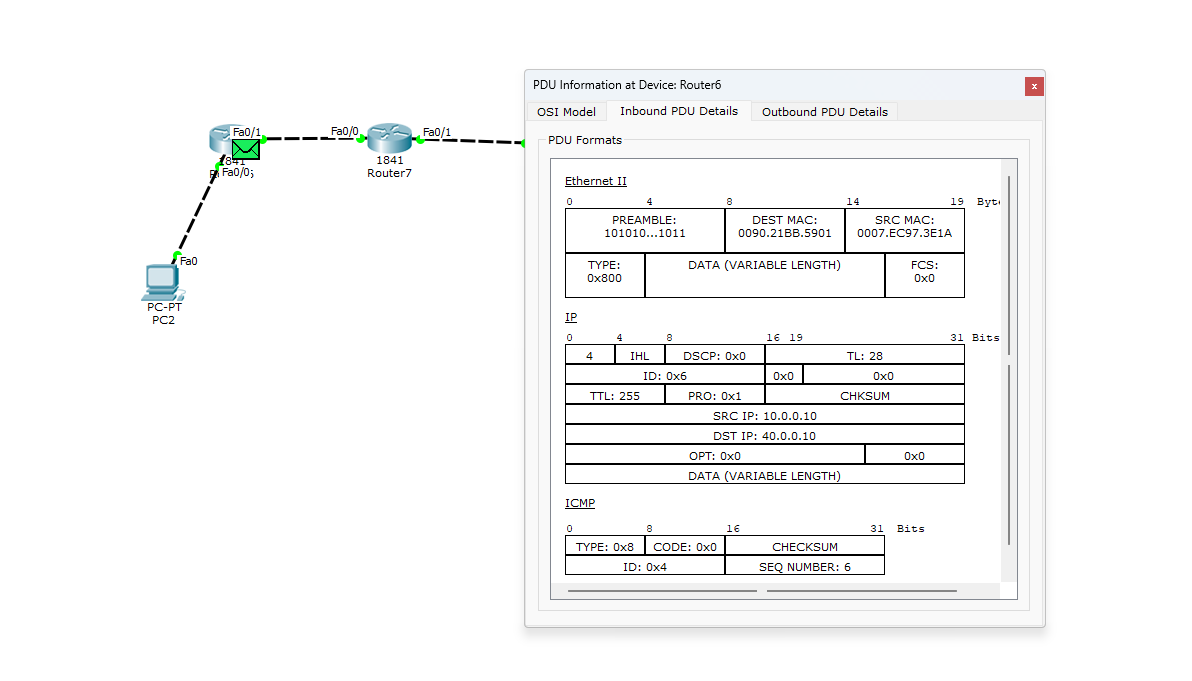 PDU Information at Device: Router6
x
OSI Model Inbound PDU Details Outbound PDU Details
PDU Formats
Fa0/1
Fa0/0
Fa0/1
1841
Fa0/0
1841
Router7
Fa0
PC-PT
PC2
Ethernet II
0 4 8 14 19
PREAMBLE: 101010...1011
DEST MAC: 0090.21BB.5901
SRC MAC: 0007.EC97.3E1A
TYPE: 0x800
DATA (VARIABLE LENGTH)
FCS: 0x0
IP
0 4 8 16 19 31 Bits
4 IHL DSCP: 0x0 TL: 28
ID: 0x6 0x0 0x0
TTL: 255 PRO: 0x1 CHKSUM
SRC IP: 10.0.0.10
DST IP: 40.0.0.10
OPT: 0x0 0x0
DATA (VARIABLE LENGTH)
ICMP
0 8 16 31 Bits
TYPE: 0x8 CODE: 0x0 CHECKSUM
ID: 0x4 SEQ NUMBER: 6